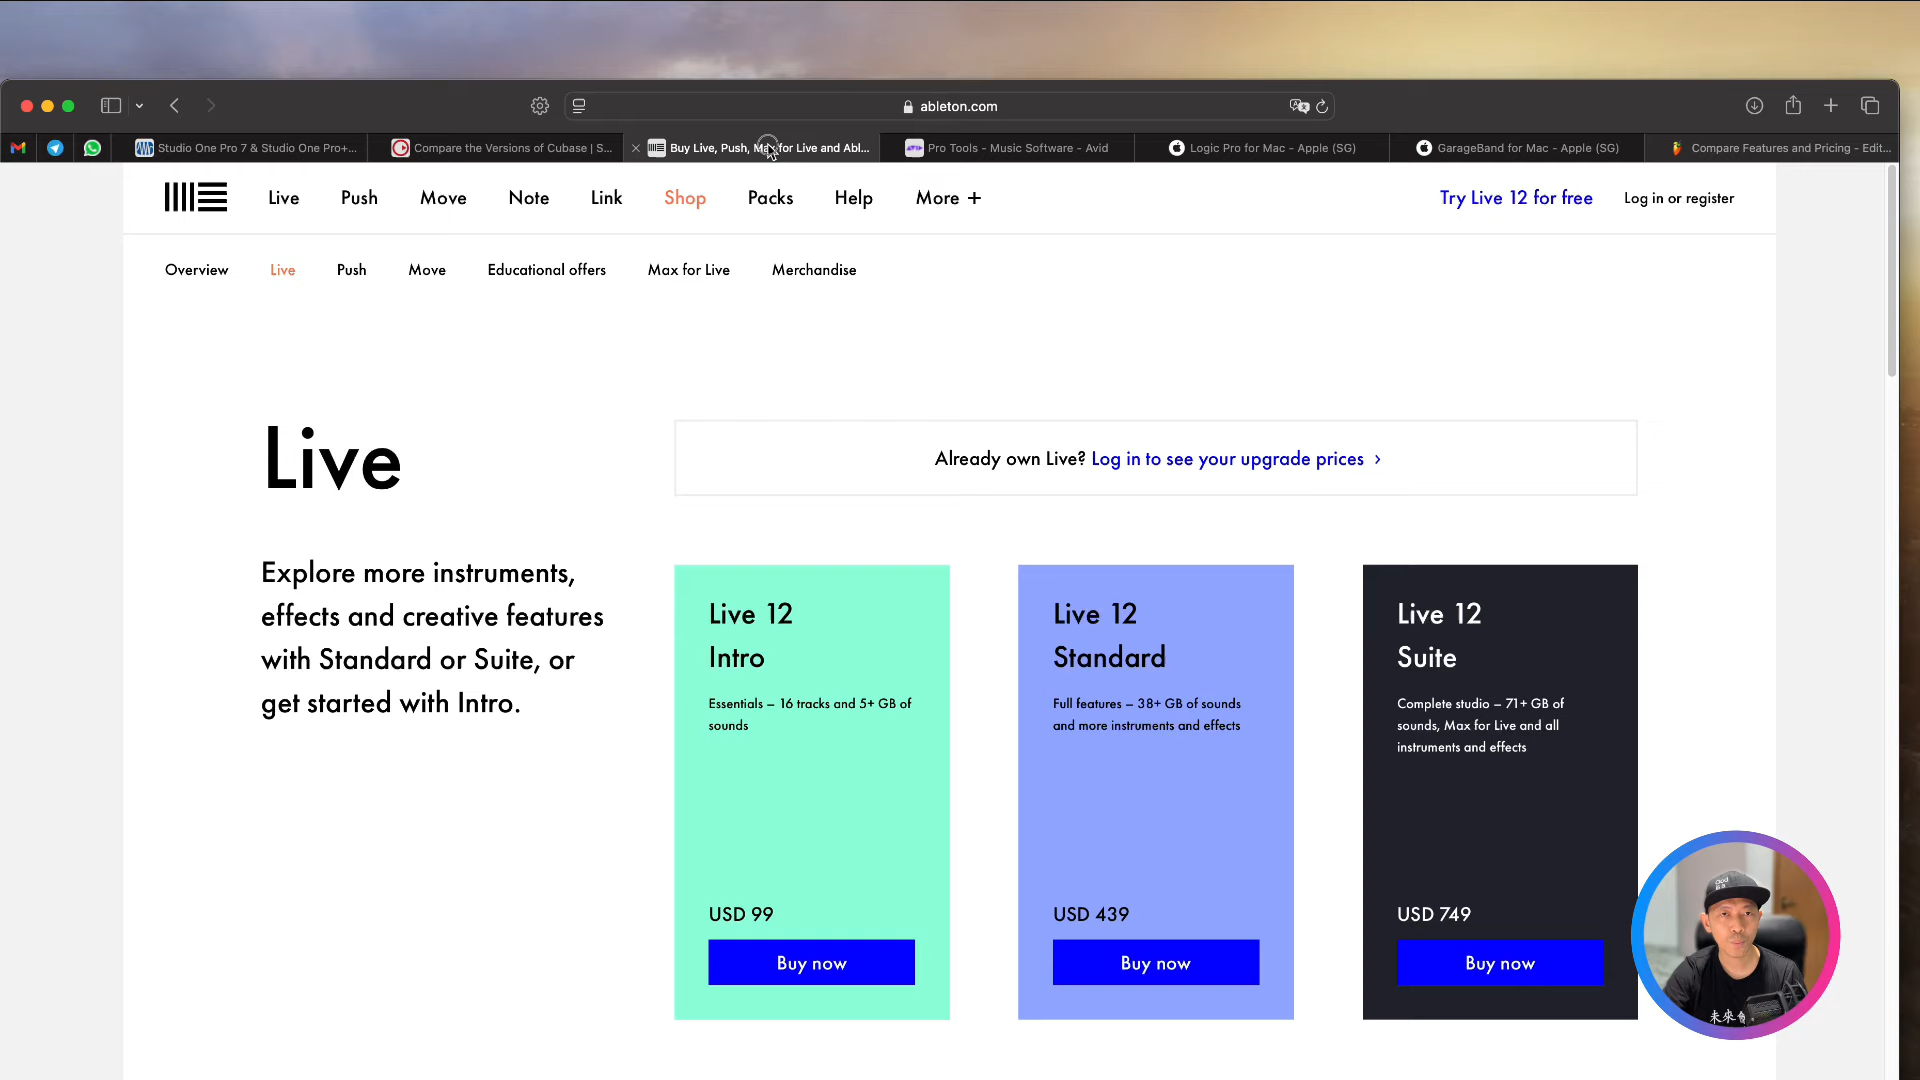 ableton.com
Studio One Pro 7 & Studio One Pro+...
Compare the Versions of Cubase | S...
Buy Live, Push, Max for Live and Abl...
Pro Tools - Music Software - Avid
Logic Pro for Mac - Apple (SG)
GarageBand for Mac - Apple (SG)
Compare Features and Pricing - Edit...
Live Push Move Note Link Shop Packs Help More +
Try Live 12 for free
Log in or register
Overview Live Push Move Educational offers Max for Live Merchandise
Live
Already own Live? Log in to see your upgrade prices ›
Explore more instruments,
effects and creative features
with Standard or Suite, or
get started with Intro.
Live 12
Intro
Essentials – 16 tracks and 5+ GB of
sounds
USD 99
Buy now
Live 12
Standard
Full features – 38+ GB of sounds
and more instruments and effects
USD 439
Buy now
Live 12
Suite
Complete studio – 71+ GB of
sounds, Max for Live and all
instruments and effects
USD 749
Buy now
未來